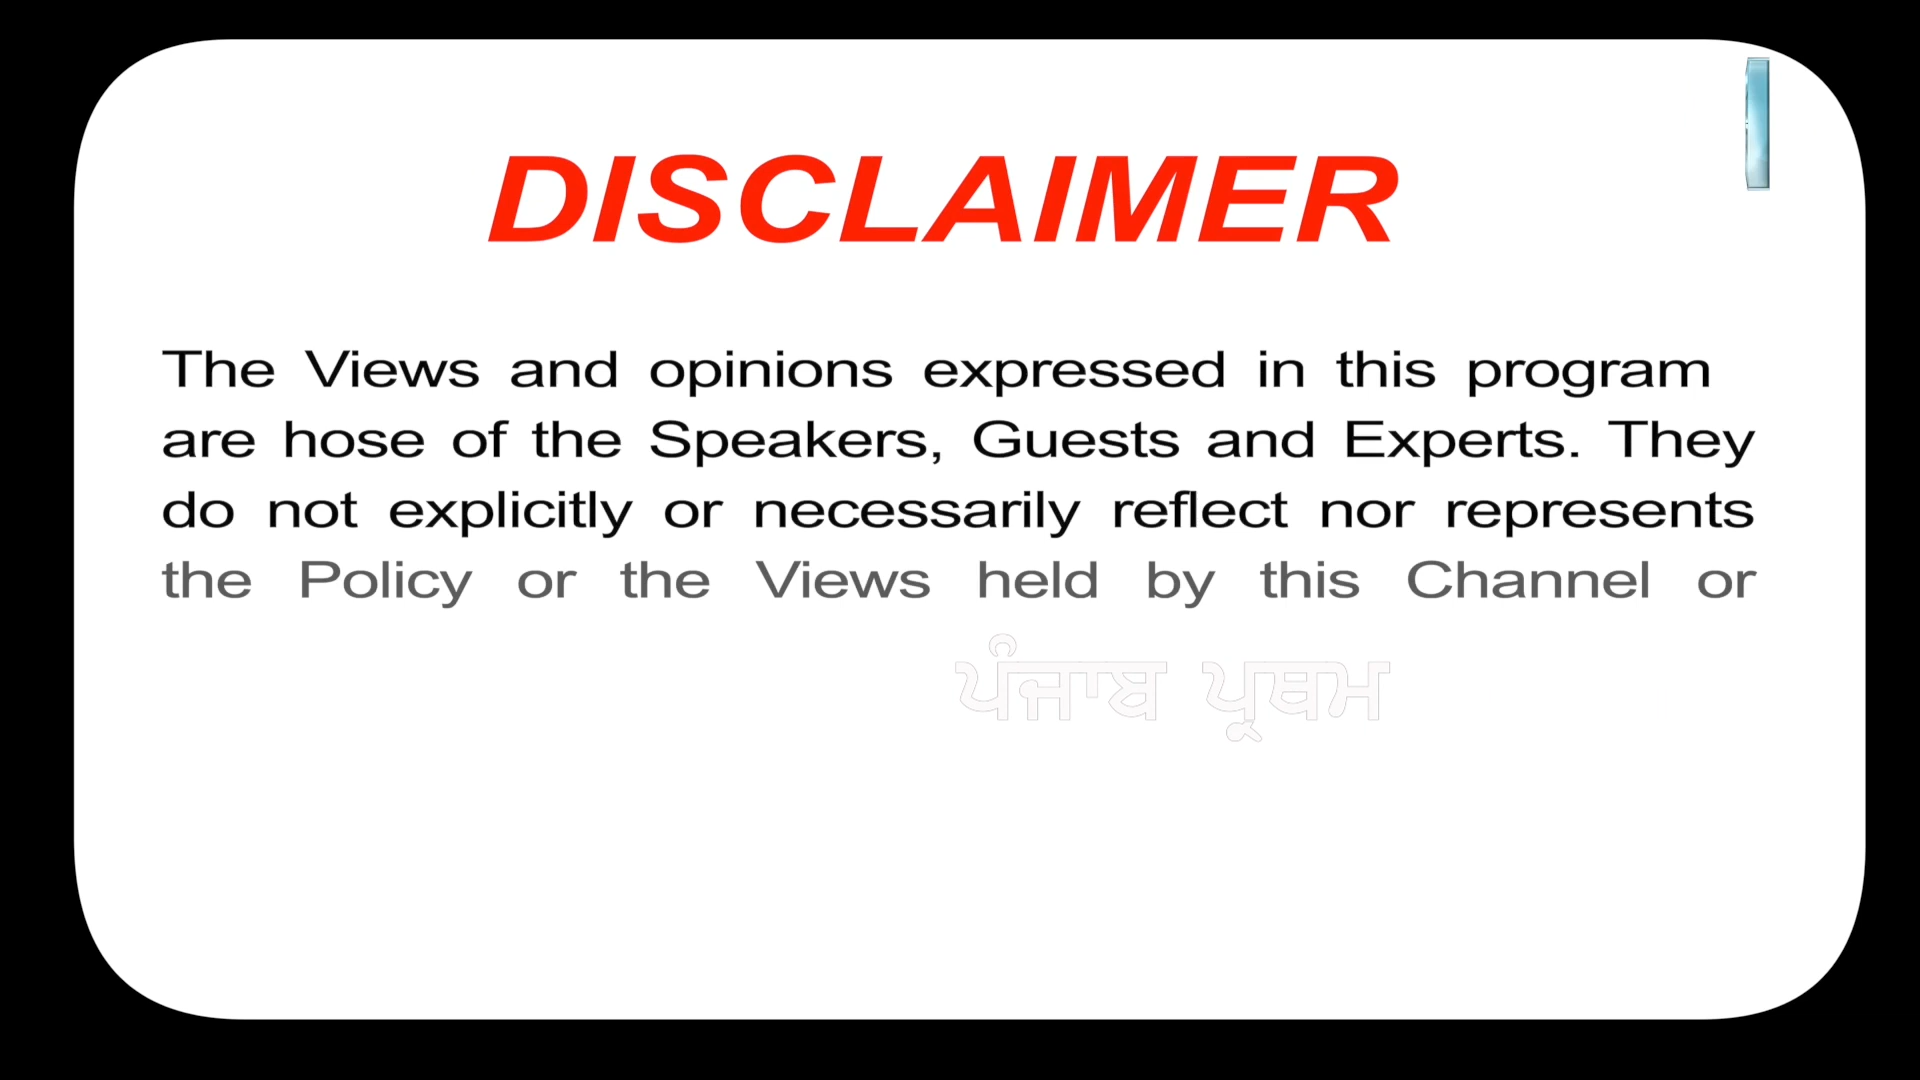 DISCLAIMER
The Views and opinions expressed in this program
are hose of the Speakers, Guests and Experts. They
do not explicitly or necessarily reflect nor represents
the Policy or the Views held by this Channel or
ਪੰਜਾਬ ਪ੍ਰਥਮ